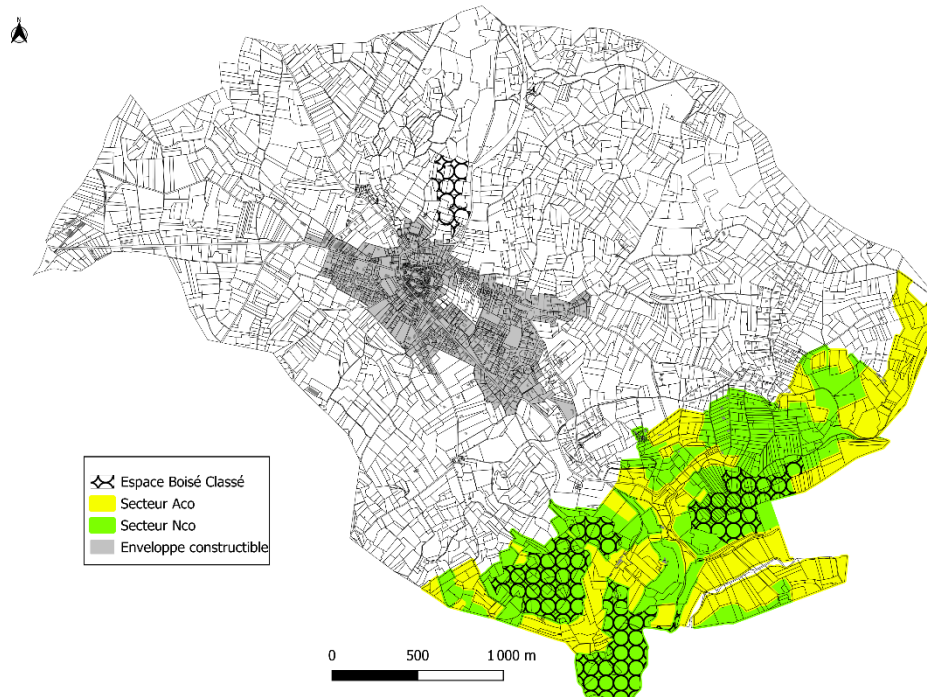 N
Espace Boisé Classé
Secteur Aco
Secteur Nco
Enveloppe constructible
0 500 1 000 m